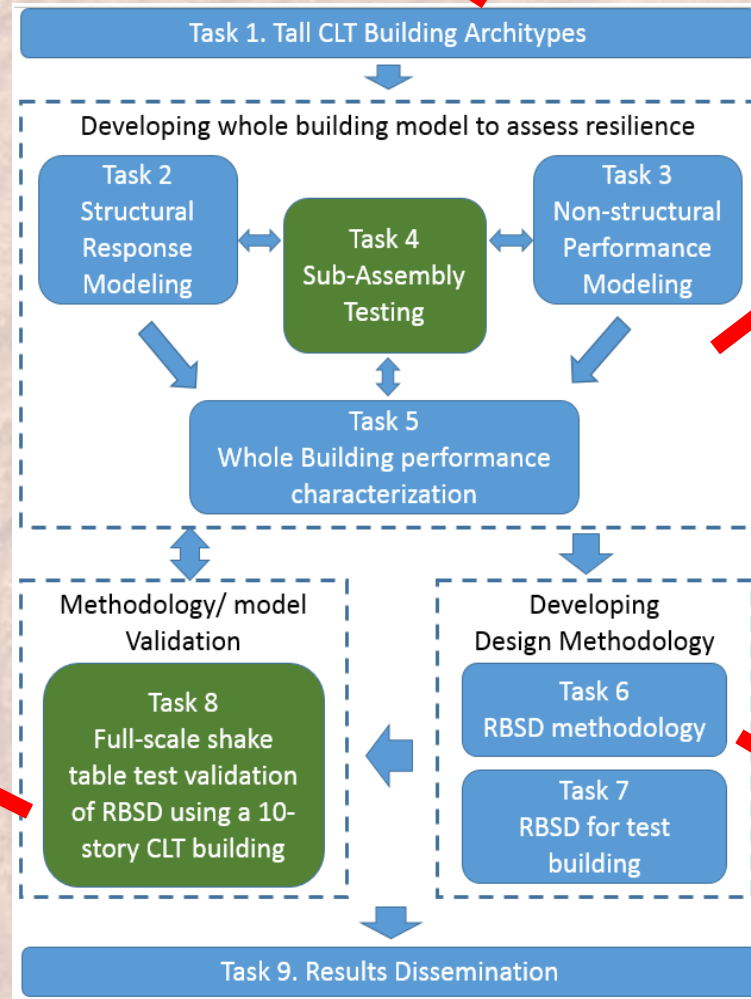 Task 1. Tall CLT Building Architypes
Developing whole building model to assess resilience
Task 2
Structural
Response
Modeling
Task 4
Sub-Assembly
Testing
Task 3
Non-structural
Performance
Modeling
Task 5
Whole Building performance
characterization
Methodology/ model
Validation
Task 8
Full-scale shake
table test validation
of RBSD using a 10-
story CLT building
Developing
Design Methodology
Task 6
RBSD methodology
Task 7
RBSD for test
building
Task 9. Results Dissemination